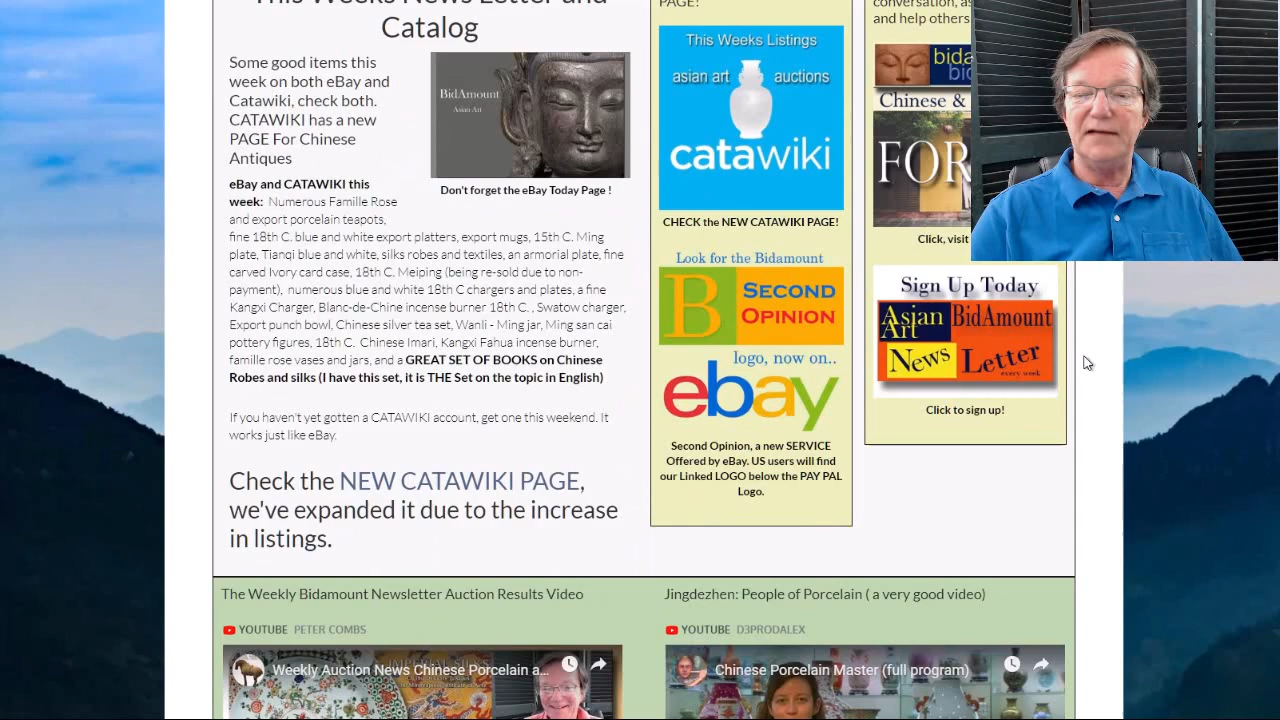 This Weeks News Letter and
Catalog
Some good items this
week on both eBay and
Catawiki, check both.
CATAWIKI has a new
PAGE For Chinese
Antiques
BidAmount
Asian Art
Don't forget the eBay Today Page !
eBay and CATAWIKI this
week: Numerous Famille Rose
and export porcelain teapots,
fine 18th C. blue and white export platters, export mugs, 15th C. Ming
plate, Tianqi blue and white, silks robes and textiles, an armorial plate, fine
carved Ivory card case, 18th C. Meiping (being re-sold due to non-
payment), numerous blue and white 18th C chargers and plates, a fine
Kangxi Charger, Blanc-de-Chine incense burner 18th C. , Swatow charger,
Export punch bowl, Chinese silver tea set, Wanli - Ming jar, Ming san cai
pottery figures, 18th C. Chinese Imari, Kangxi Fahua incense burner,
famille rose vases and jars, and a GREAT SET OF BOOKS on Chinese
Robes and silks (I have this set, it is THE Set on the topic in English)
If you haven't yet gotten a CATAWIKI account, get one this weekend. It
works just like eBay.
Check the NEW CATAWIKI PAGE,
we've expanded it due to the increase
in listings.
PAGE!
This Weeks Listings
asian art auctions
catawiki
CHECK the NEW CATAWIKI PAGE!
Look for the Bidamount
B SECOND
OPINION
logo, now on..
ebay
Second Opinion, a new SERVICE
Offered by eBay. US users will find
our Linked LOGO below the PAY PAL
Logo.
conversation, as
and help others
bida
bid
Chinese &
FOR
Click, visit
Sign Up Today
Asian
Art
BidAmount
News
Letter
every week
Click to sign up!
The Weekly Bidamount Newsletter Auction Results Video
YOUTUBE PETER COMBS
Weekly Auction News Chinese Porcelain a...
Jingdezhen: People of Porcelain ( a very good video)
YOUTUBE D3PRODALEX
Chinese Porcelain Master (full program)